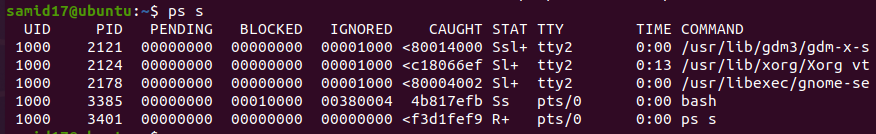 samid17@ubuntu:~$ ps s
UID PID PENDING BLOCKED IGNORED CAUGHT STAT TTY TIME COMMAND
1000 2121 00000000 00000000 00001000 <80014000 Ssl+ tty2 0:00 /usr/lib/gdm3/gdm-x-s
1000 2124 00000000 00000000 00001000 <c18066ef Sl+ tty2 0:13 /usr/lib/xorg/Xorg vt
1000 2178 00000000 00000000 00001000 <80004002 Sl+ tty2 0:00 /usr/libexec/gnome-se
1000 3385 00000000 00010000 00380004 4b817efb Ss pts/0 0:00 bash
1000 3401 00000000 00000000 00000000 <f3d1fef9 R+ pts/0 0:00 ps s